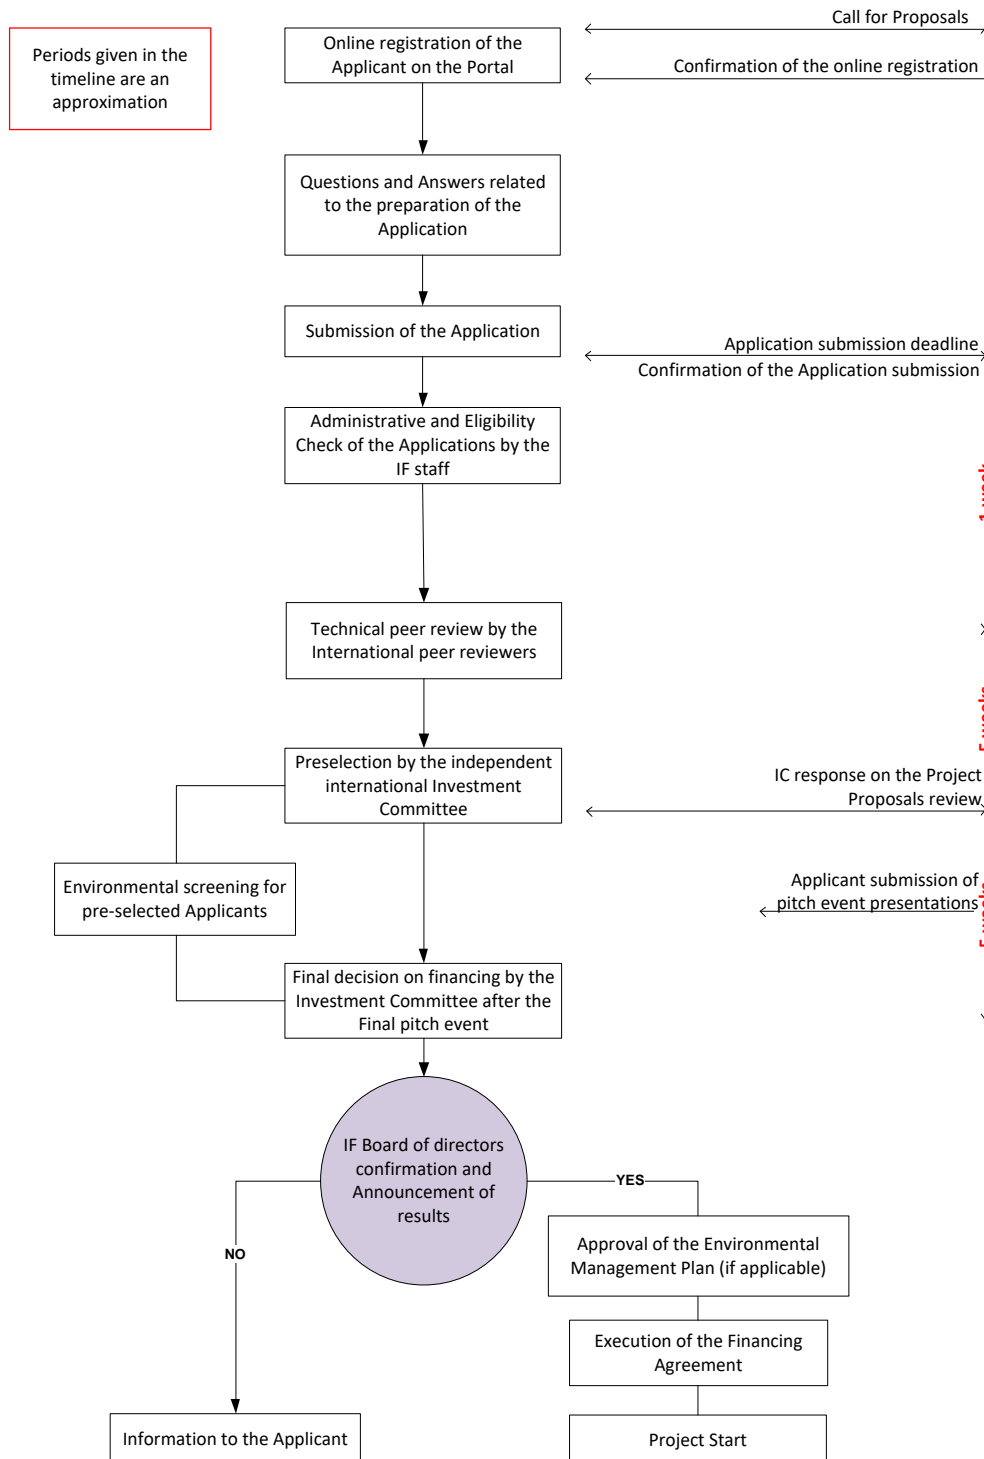 Call for Proposals
Periods given in the
timeline are an
approximation
Online registration of the
Applicant on the Portal
Confirmation of the online registration
Questions and Answers related
to the preparation of the
Application
Submission of the Application
Application submission deadline
Confirmation of the Application submission
Administrative and Eligibility
Check of the Applications by the
IF staff
Technical peer review by the
International peer reviewers
Preselection by the independent
international Investment
Committee
IC response on the Project
Proposals review
Environmental screening for
pre-selected Applicants
Applicant submission of
pitch event presentations
Final decision on financing by the
Investment Committee after the
Final pitch event
IF Board of directors
confirmation and
Announcement of
results
YES
NO
Approval of the Environmental
Management Plan (if applicable)
Execution of the Financing
Agreement
Information to the Applicant
Project Start